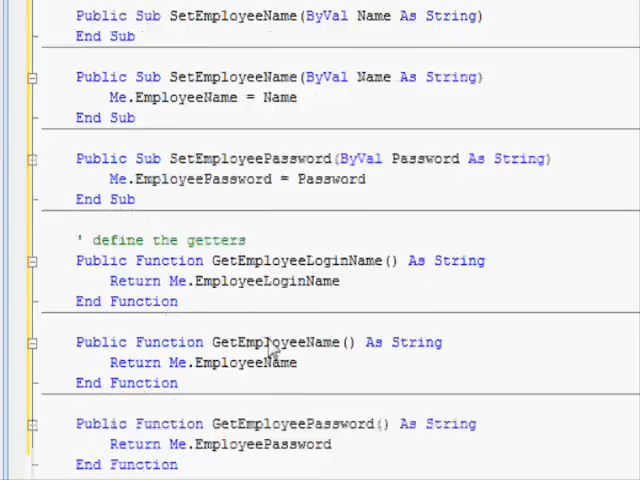 Public Sub SetEmployeeName(ByVal Name As String)
End Sub
Public Sub SetEmployeeName(ByVal Name As String)
Me.EmployeeName = Name
End Sub
Public Sub SetEmployeePassword(ByVal Password As String)
Me.EmployeePassword = Password
End Sub
' define the getters
Public Function GetEmployeeLoginName() As String
Return Me.EmployeeLoginName
End Function
Public Function GetEmployeeName() As String
Return Me.EmployeeName
End Function
Public Function GetEmployeePassword() As String
Return Me.EmployeePassword
End Function